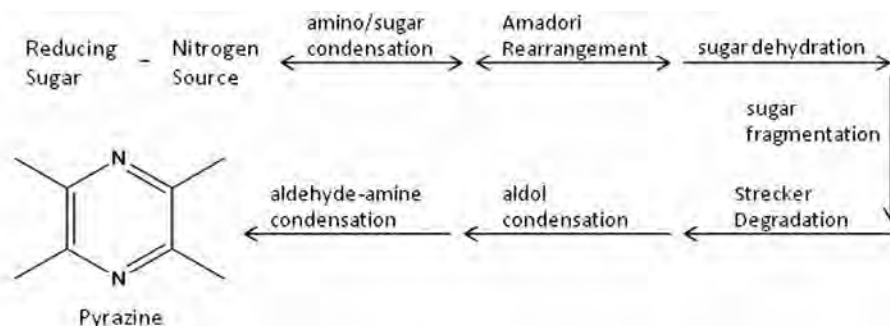 Reducing Sugar – Nitrogen Source
amino/sugar condensation
Amadori Rearrangement
sugar dehydration
sugar fragmentation
Strecker Degradation
aldol condensation
aldehyde-amine condensation
N
N
Pyrazine